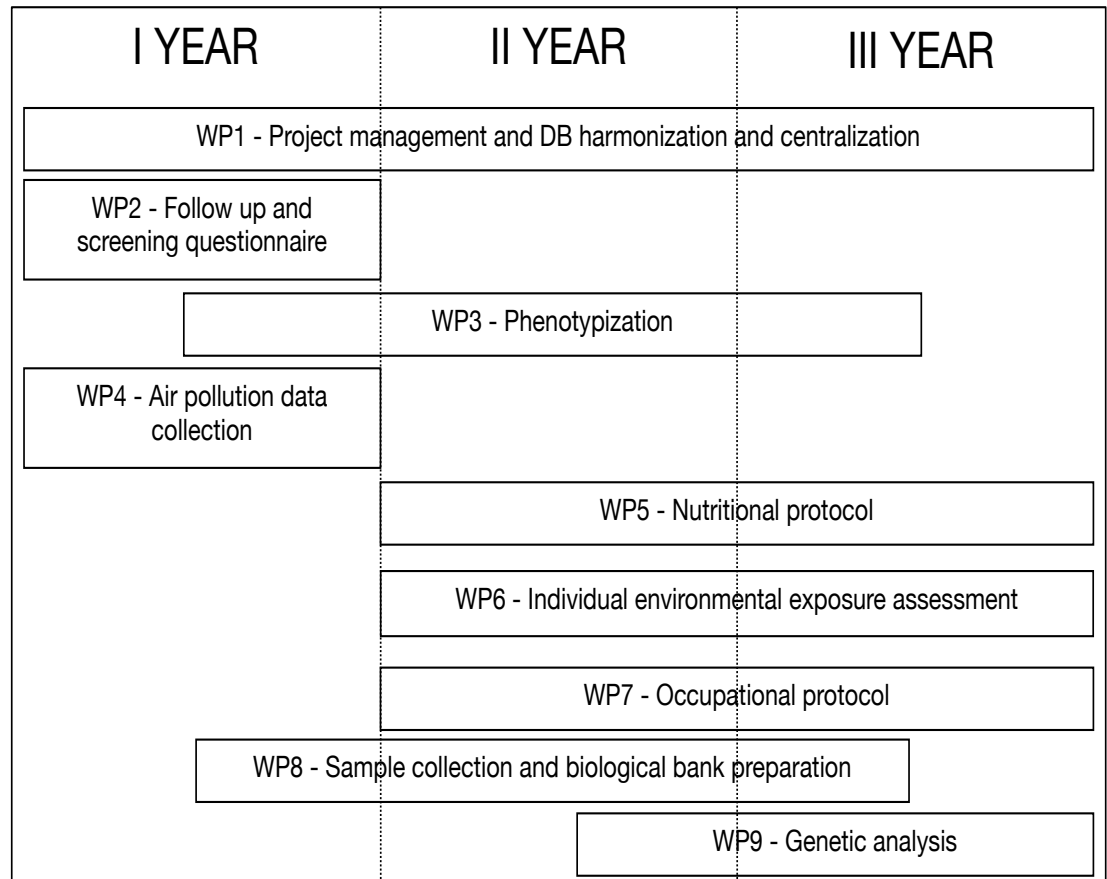 I YEAR
II YEAR
III YEAR
WP1 - Project management and DB harmonization and centralization
WP2 - Follow up and
screening questionnaire
WP3 - Phenotypization
WP4 - Air pollution data
collection
WP5 - Nutritional protocol
WP6 - Individual environmental exposure assessment
WP7 - Occupational protocol
WP8 - Sample collection and biological bank preparation
WP9 - Genetic analysis